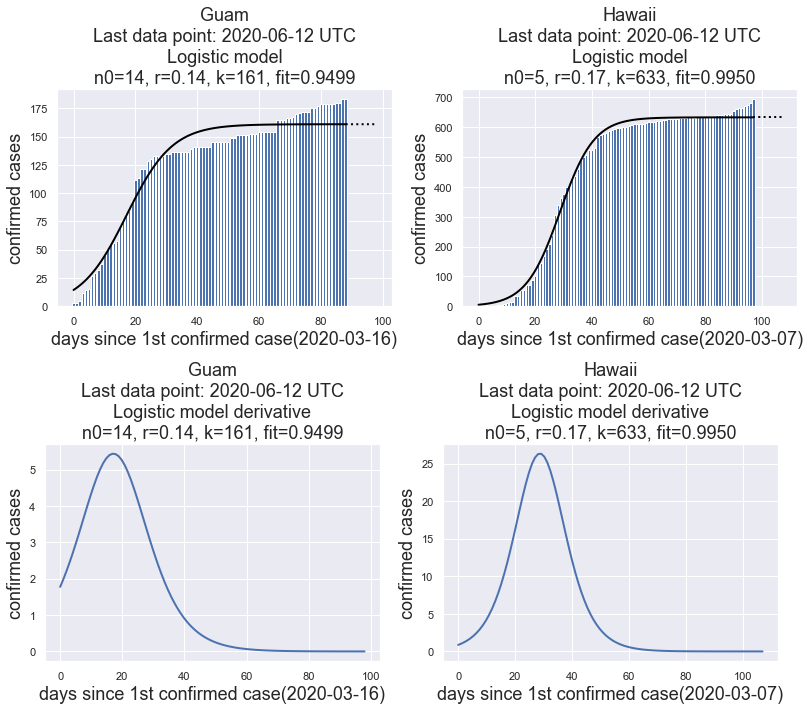 Guam
Last data point: 2020-06-12 UTC
Logistic model
n0=14, r=0.14, k=161, fit=0.9499
confirmed cases
175
150
125
100
75
50
25
0
0 20 40 60 80 100
days since 1st confirmed case(2020-03-16)
Hawaii
Last data point: 2020-06-12 UTC
Logistic model
n0=5, r=0.17, k=633, fit=0.9950
confirmed cases
700
600
500
400
300
200
100
0
0 20 40 60 80 100
days since 1st confirmed case(2020-03-07)
Guam
Last data point: 2020-06-12 UTC
Logistic model derivative
n0=14, r=0.14, k=161, fit=0.9499
confirmed cases
5
4
3
2
1
0
0 20 40 60 80 100
days since 1st confirmed case(2020-03-16)
Hawaii
Last data point: 2020-06-12 UTC
Logistic model derivative
n0=5, r=0.17, k=633, fit=0.9950
confirmed cases
25
20
15
10
5
0
0 20 40 60 80 100
days since 1st confirmed case(2020-03-07)